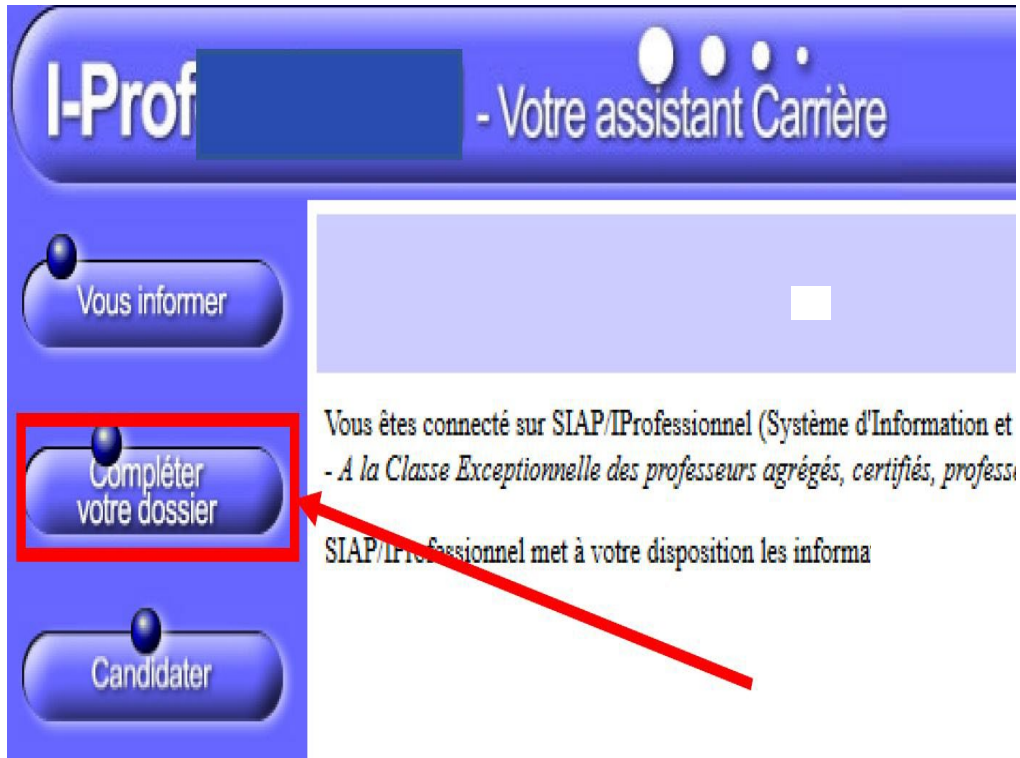 I-Prof - Votre assistant Carrière
Vous informer
Compléter
votre dossier
Candidater
Vous êtes connecté sur SIAP/IProfessionnel (Système d'Information et
- A la Classe Exceptionnelle des professeurs agrégés, certifiés, professe
SIAP/IProfessionnel met à votre disposition les informa